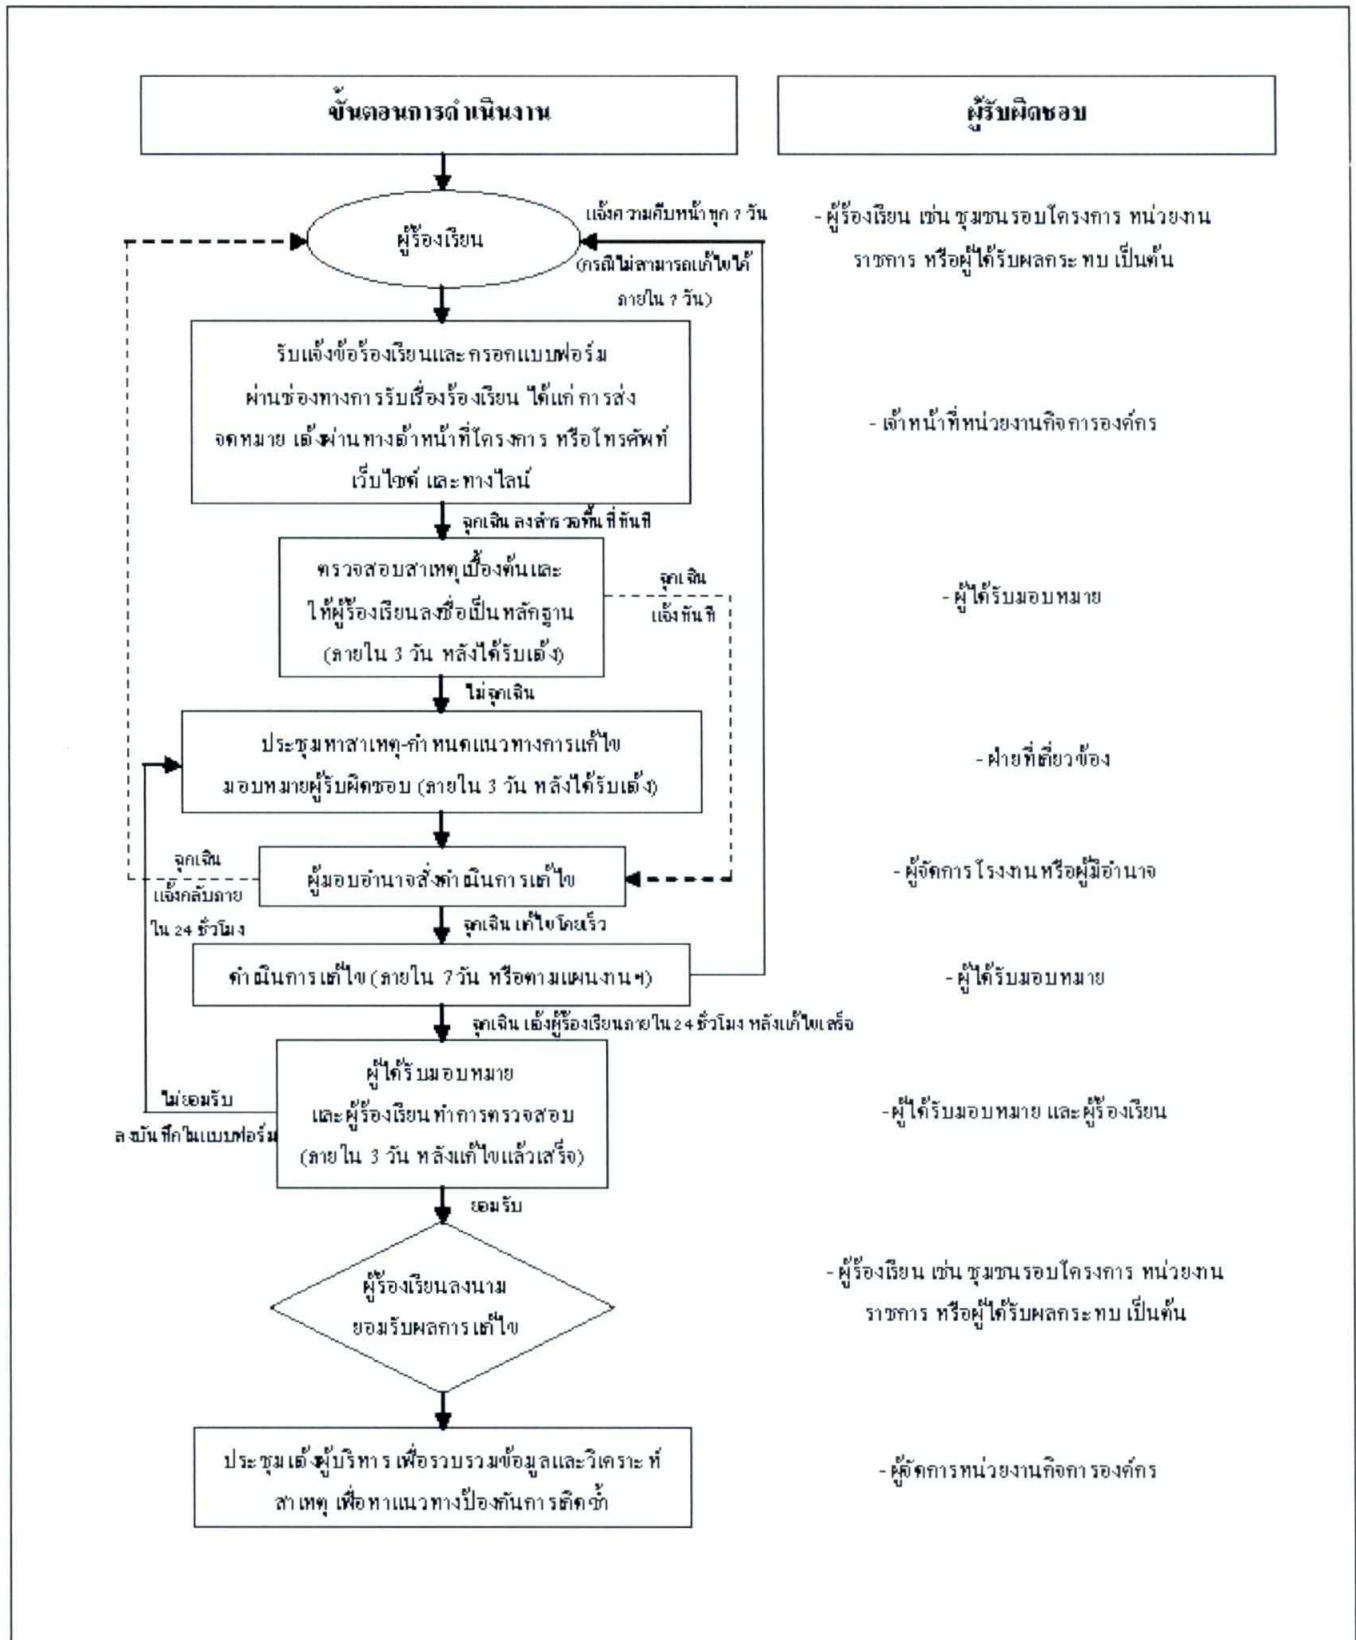 ขั้นตอนการดำเนินงาน
ผู้รับผิดชอบ
ผู้ร้องเรียน
แจ้งความคืบหน้าทุก 7 วัน
(กรณีไม่สามารถแก้ไขได้
ภายใน 7 วัน)
- ผู้ร้องเรียน เช่น ชุมชนรอบโครงการ หน่วยงาน
ราชการ หรือผู้ได้รับผลกระทบ เป็นต้น
รับแจ้งข้อร้องเรียนและกรอกแบบฟอร์ม
ผ่านช่องทางการรับเรื่องร้องเรียน ได้แก่ การส่ง
จดหมาย แจ้งผ่านทางเจ้าหน้าที่โครงการ หรือโทรศัพท์
เว็บไซต์ และทางไลน์
- เจ้าหน้าที่หน่วยงานกิจการองค์กร
ฉุกเฉิน ลงสำรวจพื้นที่ทันที
ตรวจสอบสาเหตุเบื้องต้นและ
ให้ผู้ร้องเรียนลงชื่อเป็นหลักฐาน
(ภายใน 3 วัน หลังได้รับแจ้ง)
ฉุกเฉิน
แจ้งทันที
- ผู้ได้รับมอบหมาย
ไม่ฉุกเฉิน
ประชุมหาสาเหตุ-กำหนดแนวทางการแก้ไข
มอบหมายผู้รับผิดชอบ (ภายใน 3 วัน หลังได้รับแจ้ง)
- ฝ่ายที่เกี่ยวข้อง
ฉุกเฉิน
แจ้งกลับภาย
ใน 24 ชั่วโมง
ผู้มอบอำนาจสั่งดำเนินการแก้ไข
- ผู้จัดการโรงงานหรือผู้มีอำนาจ
ฉุกเฉิน แก้ไขโดยเร็ว
ดำเนินการแก้ไข (ภายใน 7 วัน หรือตามแผนงานฯ)
- ผู้ได้รับมอบหมาย
ฉุกเฉิน แจ้งผู้ร้องเรียนภายใน 24 ชั่วโมง หลังแก้ไขเสร็จ
ผู้ได้รับมอบหมาย
และผู้ร้องเรียนทำการตรวจสอบ
(ภายใน 3 วัน หลังแก้ไขแล้วเสร็จ)
ไม่ยอมรับ
ลงบันทึกในแบบฟอร์ม
- ผู้ได้รับมอบหมาย และผู้ร้องเรียน
ยอมรับ
ผู้ร้องเรียนลงนาม
ยอมรับผลการแก้ไข
- ผู้ร้องเรียน เช่น ชุมชนรอบโครงการ หน่วยงาน
ราชการ หรือผู้ได้รับผลกระทบ เป็นต้น
ประชุมแจ้งผู้บริหาร เพื่อรวบรวมข้อมูลและวิเคราะห์
สาเหตุ เพื่อหาแนวทางป้องกันการเกิดซ้ำ
- ผู้จัดการหน่วยงานกิจการองค์กร